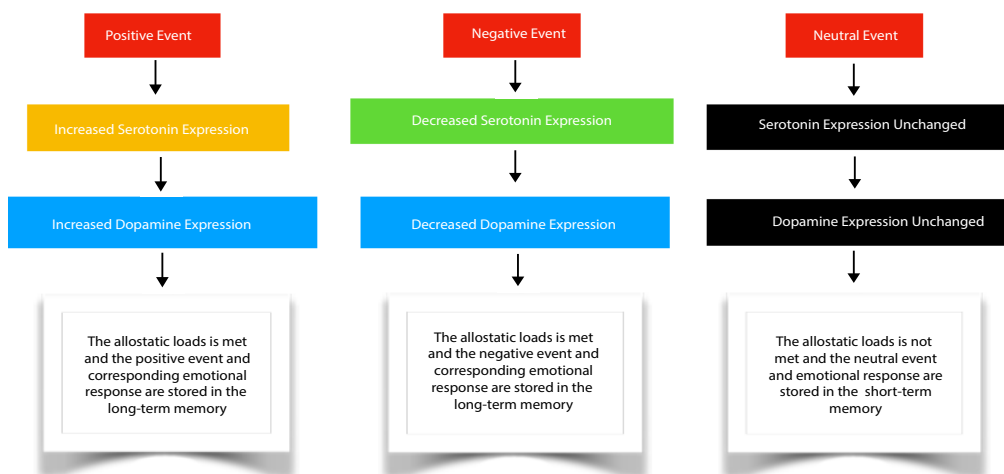 Positive Event
Increased Serotonin Expression
Increased Dopamine Expression
The allostatic loads is met
and the positive event and
corresponding emotional
response are stored in the
long-term memory
Negative Event
Decreased Serotonin Expression
Decreased Dopamine Expression
The allostatic loads is met
and the negative event and
corresponding emotional
response are stored in the
long-term memory
Neutral Event
Serotonin Expression Unchanged
Dopamine Expression Unchanged
The allostatic loads is not
met and the neutral event
and emotional response are
stored in the short-term
memory